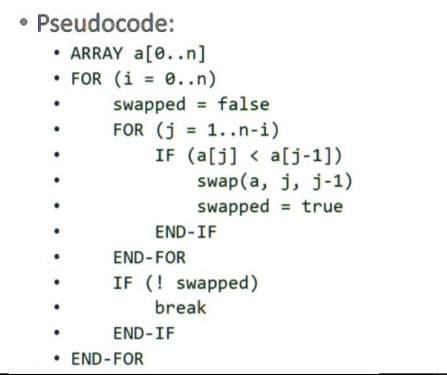 • Pseudocode:
• ARRAY a[0..n]
• FOR (i = 0..n)
• swapped = false
• FOR (j = 1..n-i)
• IF (a[j] < a[j-1])
• swap(a, j, j-1)
• swapped = true
• END-IF
• END-FOR
• IF (! swapped)
• break
• END-IF
• END-FOR